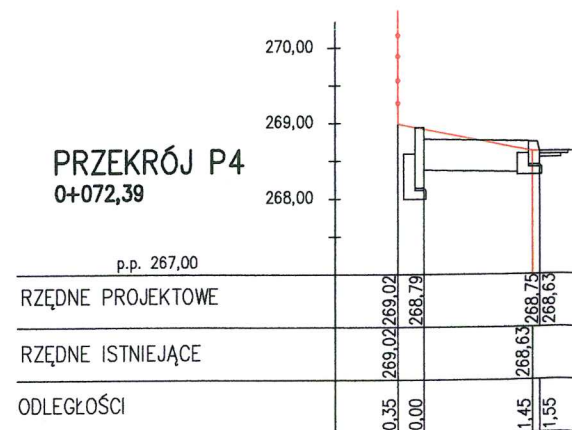 270,00
269,00
PRZEKRÓJ P4
0+072,39
268,00
p.p. 267,00
RZĘDNE PROJEKTOWE 269,02 268,79 268,75 268,63
RZĘDNE ISTNIEJĄCE 269,02 268,63
ODLEGŁOŚCI 0,35 0,00 1,45 1,55